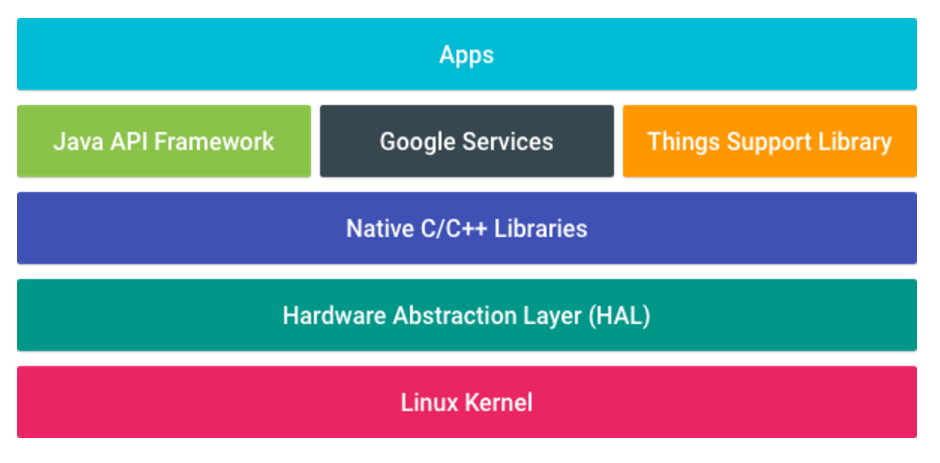 Apps
Java API Framework
Google Services
Things Support Library
Native C/C++ Libraries
Hardware Abstraction Layer (HAL)
Linux Kernel